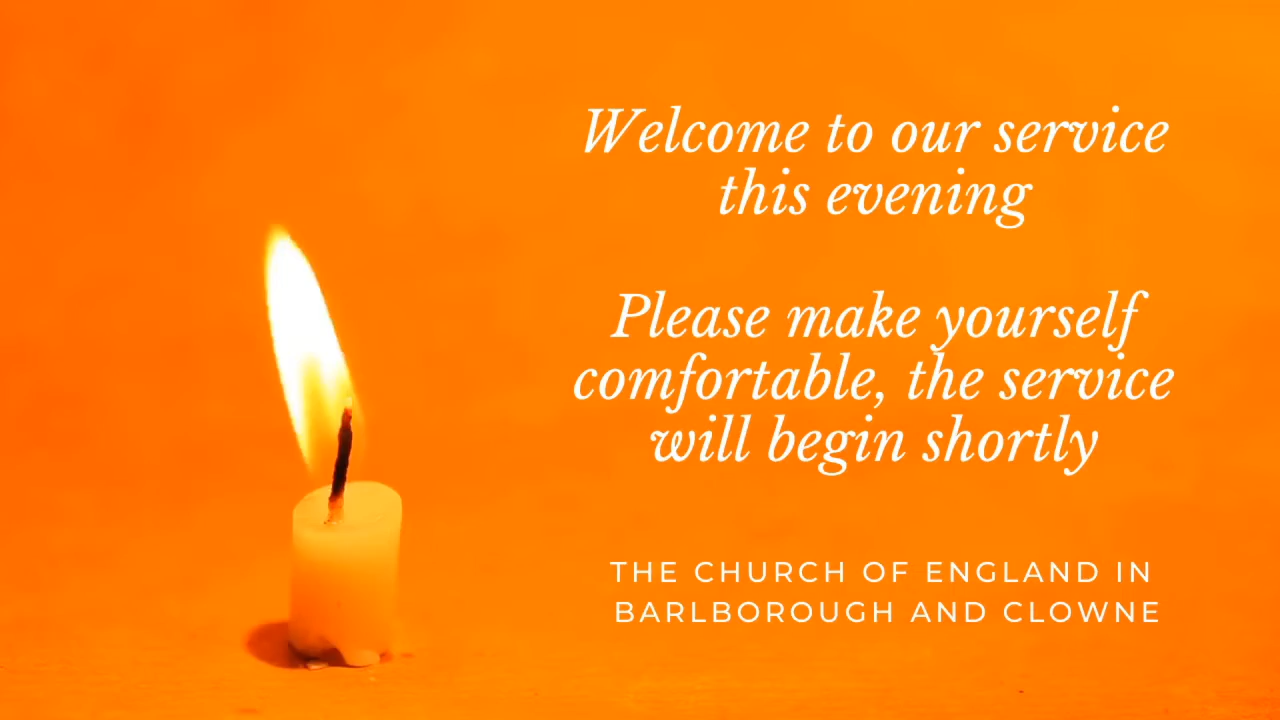 Welcome to our service
this evening
Please make yourself
comfortable, the service
will begin shortly
THE CHURCH OF ENGLAND IN
BARLBOROUGH AND CLOWNE